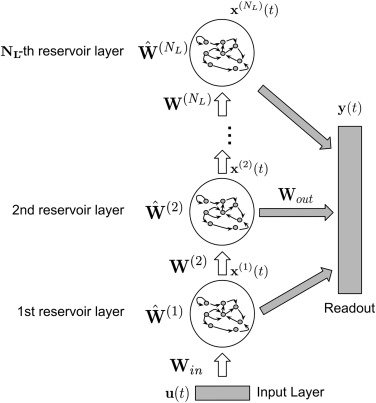 x^(N_L)(t)
N_L-th reservoir layer Ŵ^(N_L)
W^(N_L)
y(t)
⋮
x^(2)(t)
W_out
2nd reservoir layer Ŵ^(2)
W^(2)
x^(1)(t)
1st reservoir layer Ŵ^(1)
Readout
W_in
u(t) Input Layer